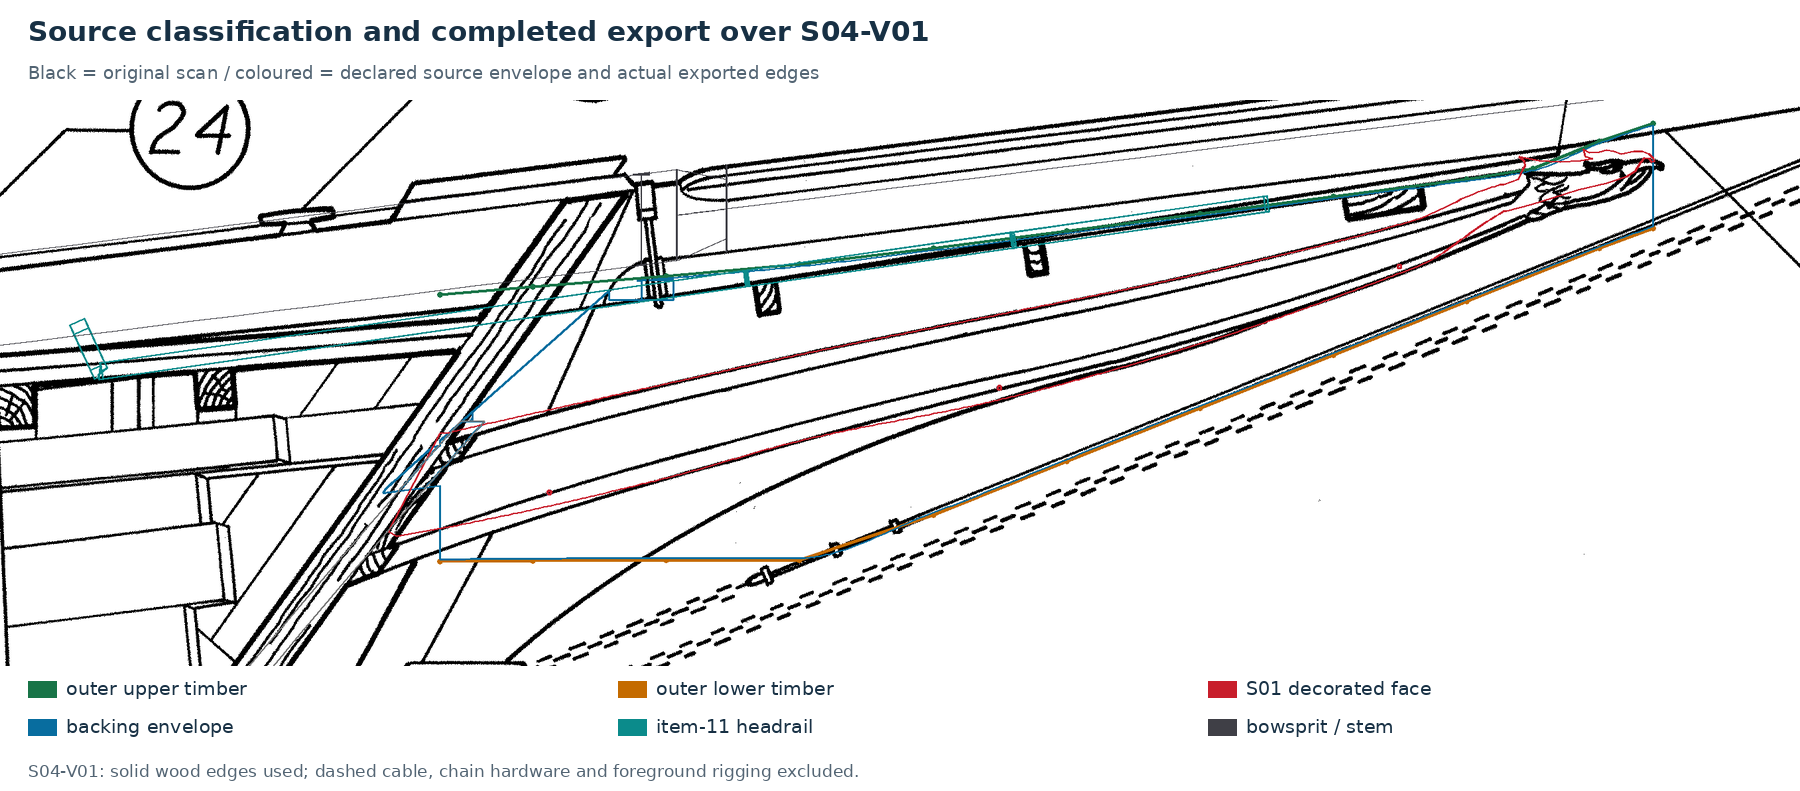 Source classification and completed export over S04-V01
Black = original scan / coloured = declared source envelope and actual exported edges
24
outer upper timber
outer lower timber
S01 decorated face
backing envelope
item-11 headrail
bowsprit / stem
S04-V01: solid wood edges used; dashed cable, chain hardware and foreground rigging excluded.